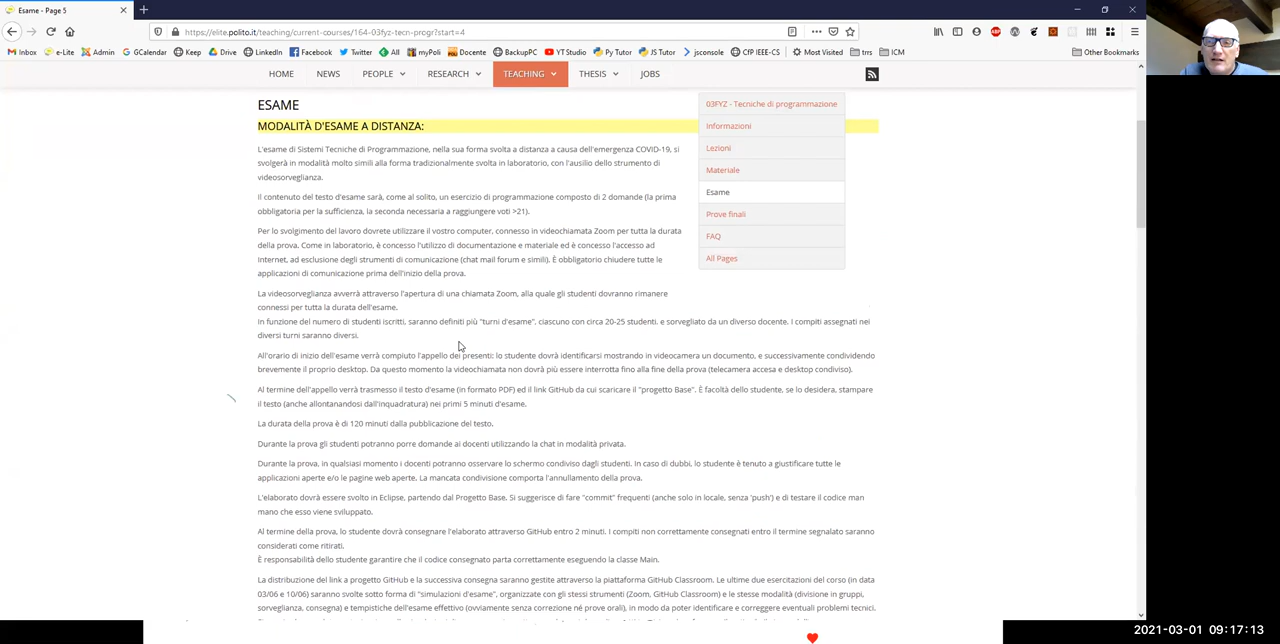 Esame - Page 5
https://elite.polito.it/teaching/current-courses/164-03fyz-tecn-progr?start=4
Inbox e-Lite Admin GCalendar Keep Drive LinkedIn Facebook Twitter All myPoli Docente BackupPC YT Studio Py Tutor JS Tutor jsconsole CfP IEEE-CS Most Visited trrs ICM Other Bookmarks
HOME NEWS PEOPLE RESEARCH TEACHING THESIS JOBS
ESAME
MODALITÀ D'ESAME A DISTANZA:
03FYZ - Tecniche di programmazione
Informazioni
Lezioni
Materiale
Esame
Prove finali
FAQ
All Pages
L'esame di Sistemi Tecniche di Programmazione, nella sua forma svolta a distanza a causa dell'emergenza COVID-19, si
svolgerà in modalità molto simili alla forma tradizionalmente svolta in laboratorio, con l'ausilio dello strumento di
videosorveglianza.
Il contenuto del testo d'esame sarà, come al solito, un esercizio di programmazione composto di 2 domande (la prima
obbligatoria per la sufficienza, la seconda necessaria a raggiungere voti >21).
Per lo svolgimento del lavoro dovrete utilizzare il vostro computer, connesso in videochiamata Zoom per tutta la durata
della prova. Come in laboratorio, è concesso l'utilizzo di documentazione e materiale ed è concesso l'accesso ad
Internet, ad esclusione degli strumenti di comunicazione (chat mail forum e simili). È obbligatorio chiudere tutte le
applicazioni di comunicazione prima dell'inizio della prova.
La videosorveglianza avverrà attraverso l'apertura di una chiamata Zoom, alla quale gli studenti dovranno rimanere
connessi per tutta la durata dell'esame.
In funzione del numero di studenti iscritti, saranno definiti più "turni d'esame", ciascuno con circa 20-25 studenti. e sorvegliato da un diverso docente. I compiti assegnati nei
diversi turni saranno diversi.
All'orario di inizio dell'esame verrà compiuto l'appello dei presenti: lo studente dovrà identificarsi mostrando in videocamera un documento, e successivamente condividendo
brevemente il proprio desktop. Da questo momento la videochiamata non dovrà più essere interrotta fino alla fine della prova (telecamera accesa e desktop condiviso).
Al termine dell'appello verrà trasmesso il testo d'esame (in formato PDF) ed il link GitHub da cui scaricare il "progetto Base". È facoltà dello studente, se lo desidera, stampare
il testo (anche allontanandosi dall'inquadratura) nei primi 5 minuti d'esame.
La durata della prova è di 120 minuti dalla pubblicazione del testo.
Durante la prova gli studenti potranno porre domande ai docenti utilizzando la chat in modalità privata.
Durante la prova, in qualsiasi momento i docenti potranno osservare lo schermo condiviso dagli studenti. In caso di dubbi, lo studente è tenuto a giustificare tutte le
applicazioni aperte e/o le pagine web aperte. La mancata condivisione comporta l'annullamento della prova.
L'elaborato dovrà essere svolto in Eclipse, partendo dal Progetto Base. Si suggerisce di fare "commit" frequenti (anche solo in locale, senza 'push') e di testare il codice man
mano che esso viene sviluppato.
Al termine della prova, lo studente dovrà consegnare l'elaborato attraverso GitHub entro 2 minuti. I compiti non correttamente consegnati entro il termine segnalato saranno
considerati come ritirati.
È responsabilità dello studente garantire che il codice consegnato parta correttamente eseguendo la classe Main.
La distribuzione del link a progetto GitHub e la successiva consegna saranno gestite attraverso la piattaforma GitHub Classroom. Le ultime due esercitazioni del corso (in data
03/06 e 10/06) saranno svolte sotto forma di "simulazioni d'esame", organizzate con gli stessi strumenti (Zoom, GitHub Classroom) e le stesse modalità (divisione in gruppi,
sorveglianza, consegna) e tempistiche dell'esame effettivo (ovviamente senza correzione né prove orali), in modo da poter identificare e correggere eventuali problemi tecnici.
2021-03-01 09:17:13